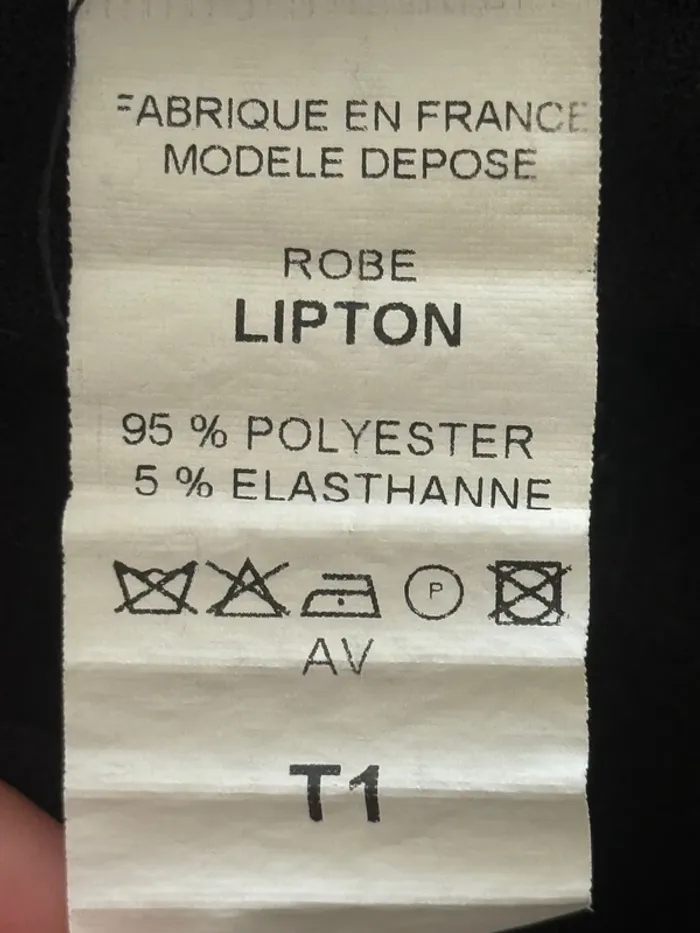 FABRIQUE EN FRANCE
MODELE DEPOSE
ROBE
LIPTON
95 % POLYESTER
5 % ELASTHANNE
P
AV
T1